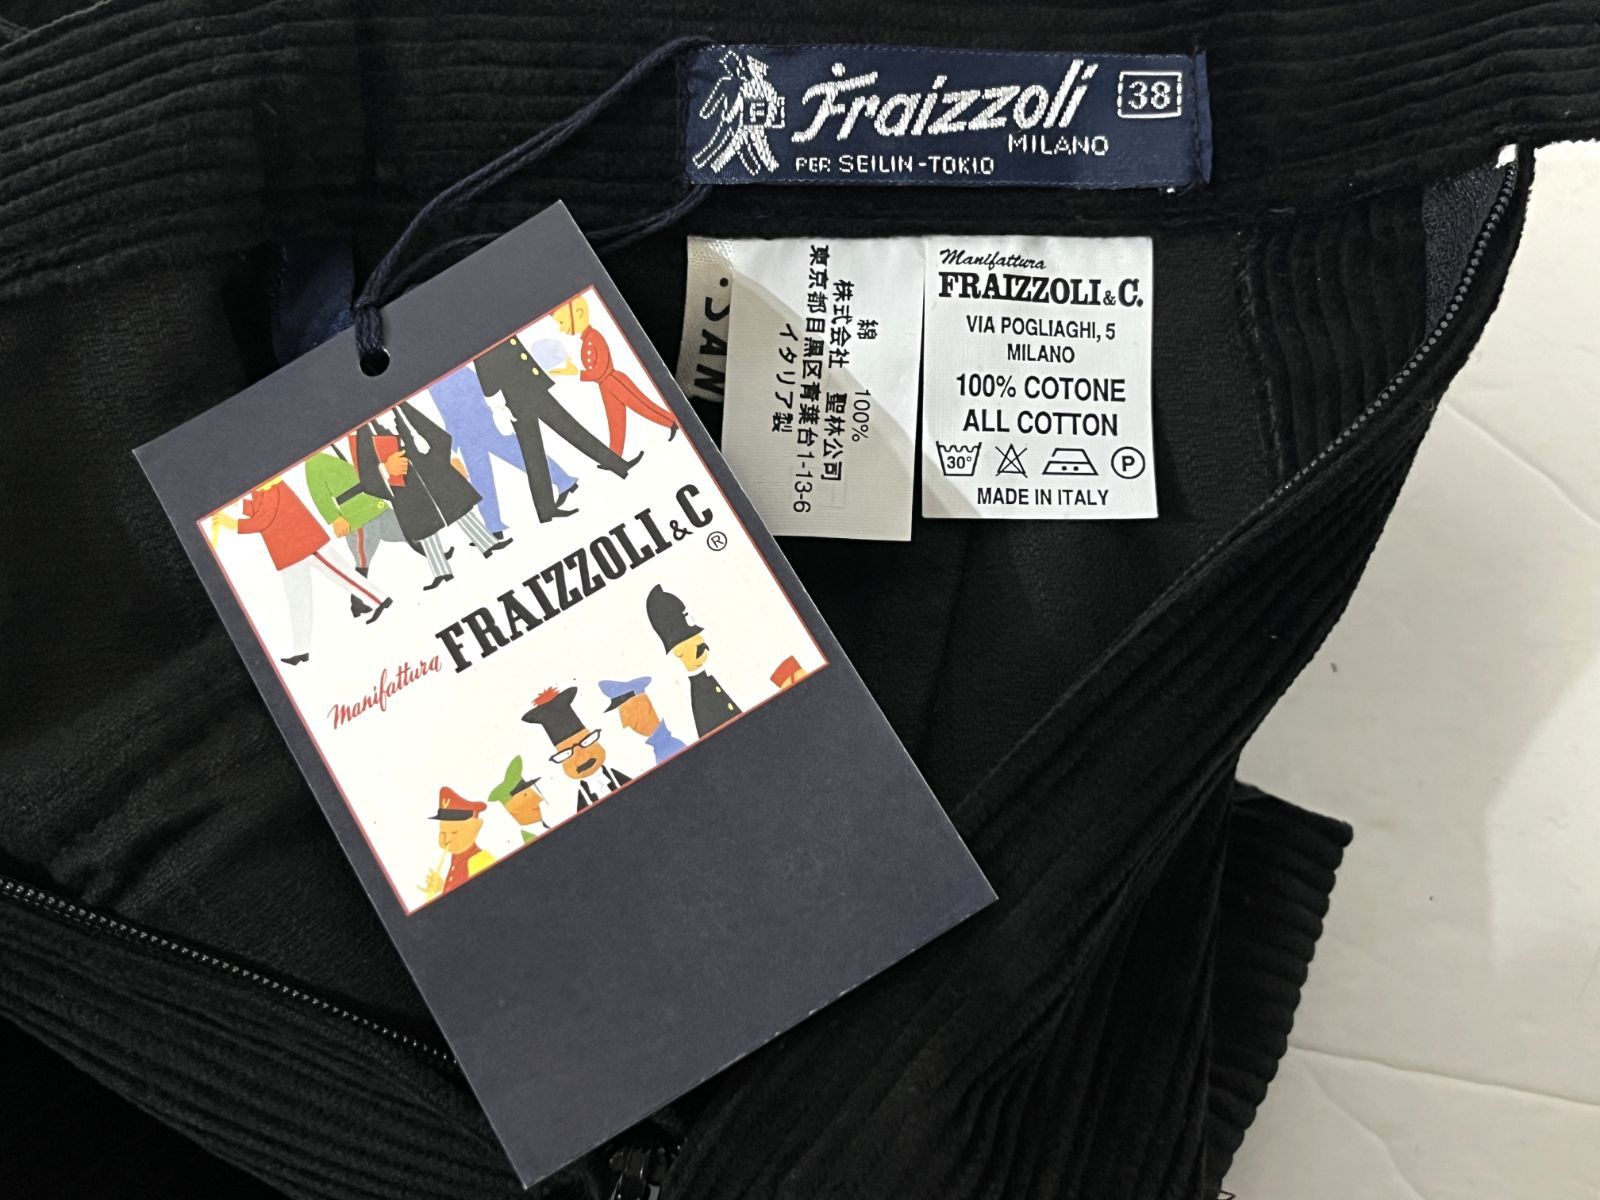 F
Fraizzoli
38
MILANO
PER SEILIN-TOKIO
綿 100%
株式会社 聖林公司
東京都目黒区青葉台1-13-6
イタリア製
Manifattura
FRAIZZOLI & C.
VIA POGLIAGHI, 5
MILANO
100% COTONE
ALL COTTON
30° P
MADE IN ITALY
manifattura
FRAIZZOLI & C
®